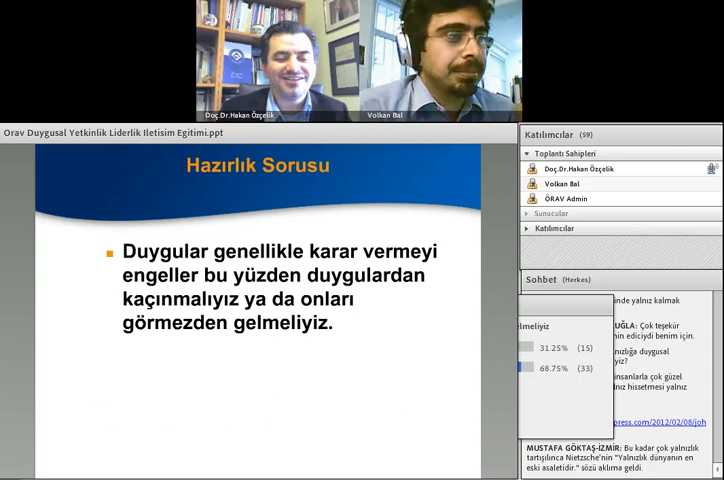 Doç.Dr.Hakan Özçelik
Volkan Bal
Orav Duygusal Yetkinlik Liderlik Iletisim Egitimi.ppt
Hazırlık Sorusu
Duygular genellikle karar vermeyi
engeller bu yüzden duygulardan
kaçınmalıyız ya da onları
görmezden gelmeliyiz.
Katılımcılar (59)
Toplantı Sahipleri
Doç.Dr.Hakan Özçelik
Volkan Bal
ÖRAV Admin
Sunucular
Katılımcılar
Sohbet (Herkes)
inde yalnız kalmak
elmeliyiz
31.25% (15)
68.75% (33)
UĞLA: Çok teşekür
nin ediciydi benim için.
nızlığa duygusal
yiz?
insanlarla çok güzel
lnız hissetmesi yalnız
press.com/2012/02/08/joh
MUSTAFA GÖKTAŞ-İZMİR: Bu kadar çok yalnızlık
tartışılınca Nietzsche'nin "Yalnızlık dünyanın en
eski asaletidir." sözü aklıma geldi.